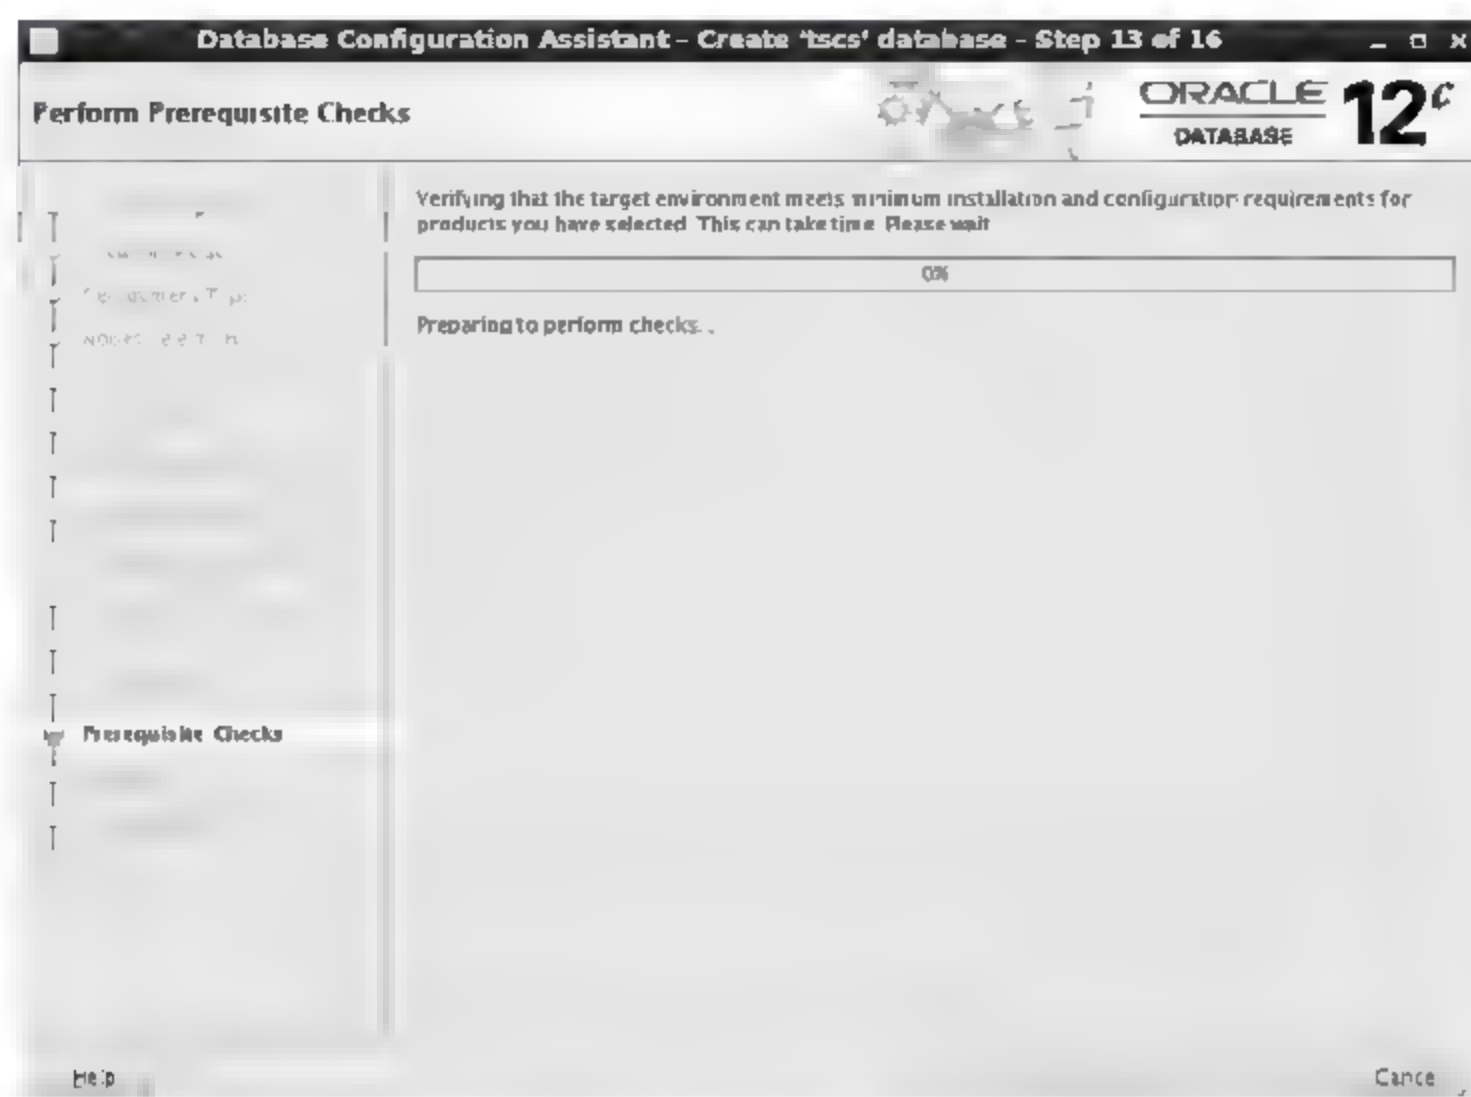 Database Configuration Assistant - Create 'tscs' database - Step 13 of 16
Perform Prerequisite Checks
ORACLE
DATABASE
12c
Verifying that the target environment meets minimum installation and configuration requirements for
products you have selected. This can take time. Please wait
0%
Preparing to perform checks...
Prerequisite Checks
Help
Cancel